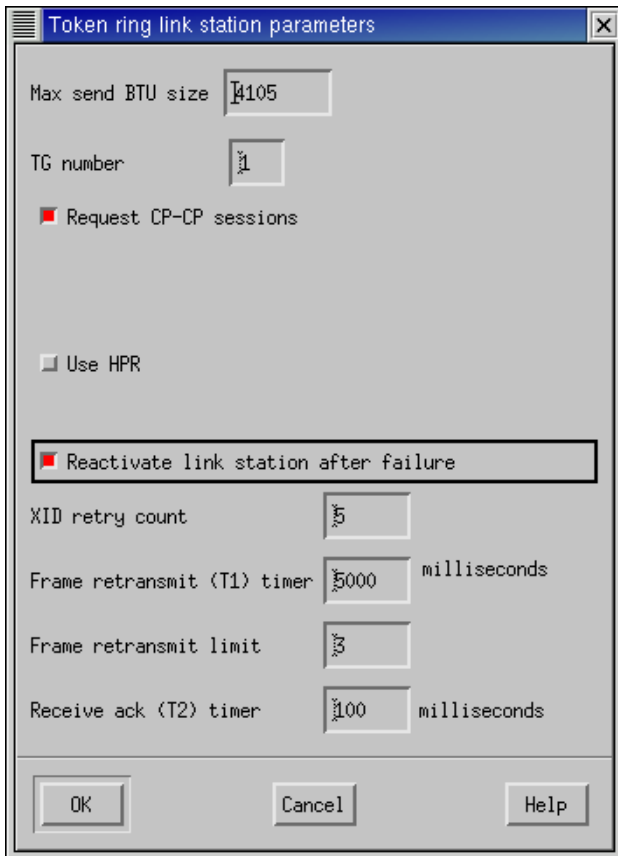 Token ring link station parameters
Max send BTU size 4105
TG number 1
Request CP-CP sessions
Use HPR
Reactivate link station after failure
XID retry count 5
Frame retransmit (T1) timer 5000 milliseconds
Frame retransmit limit 3
Receive ack (T2) timer 100 milliseconds
OK Cancel Help